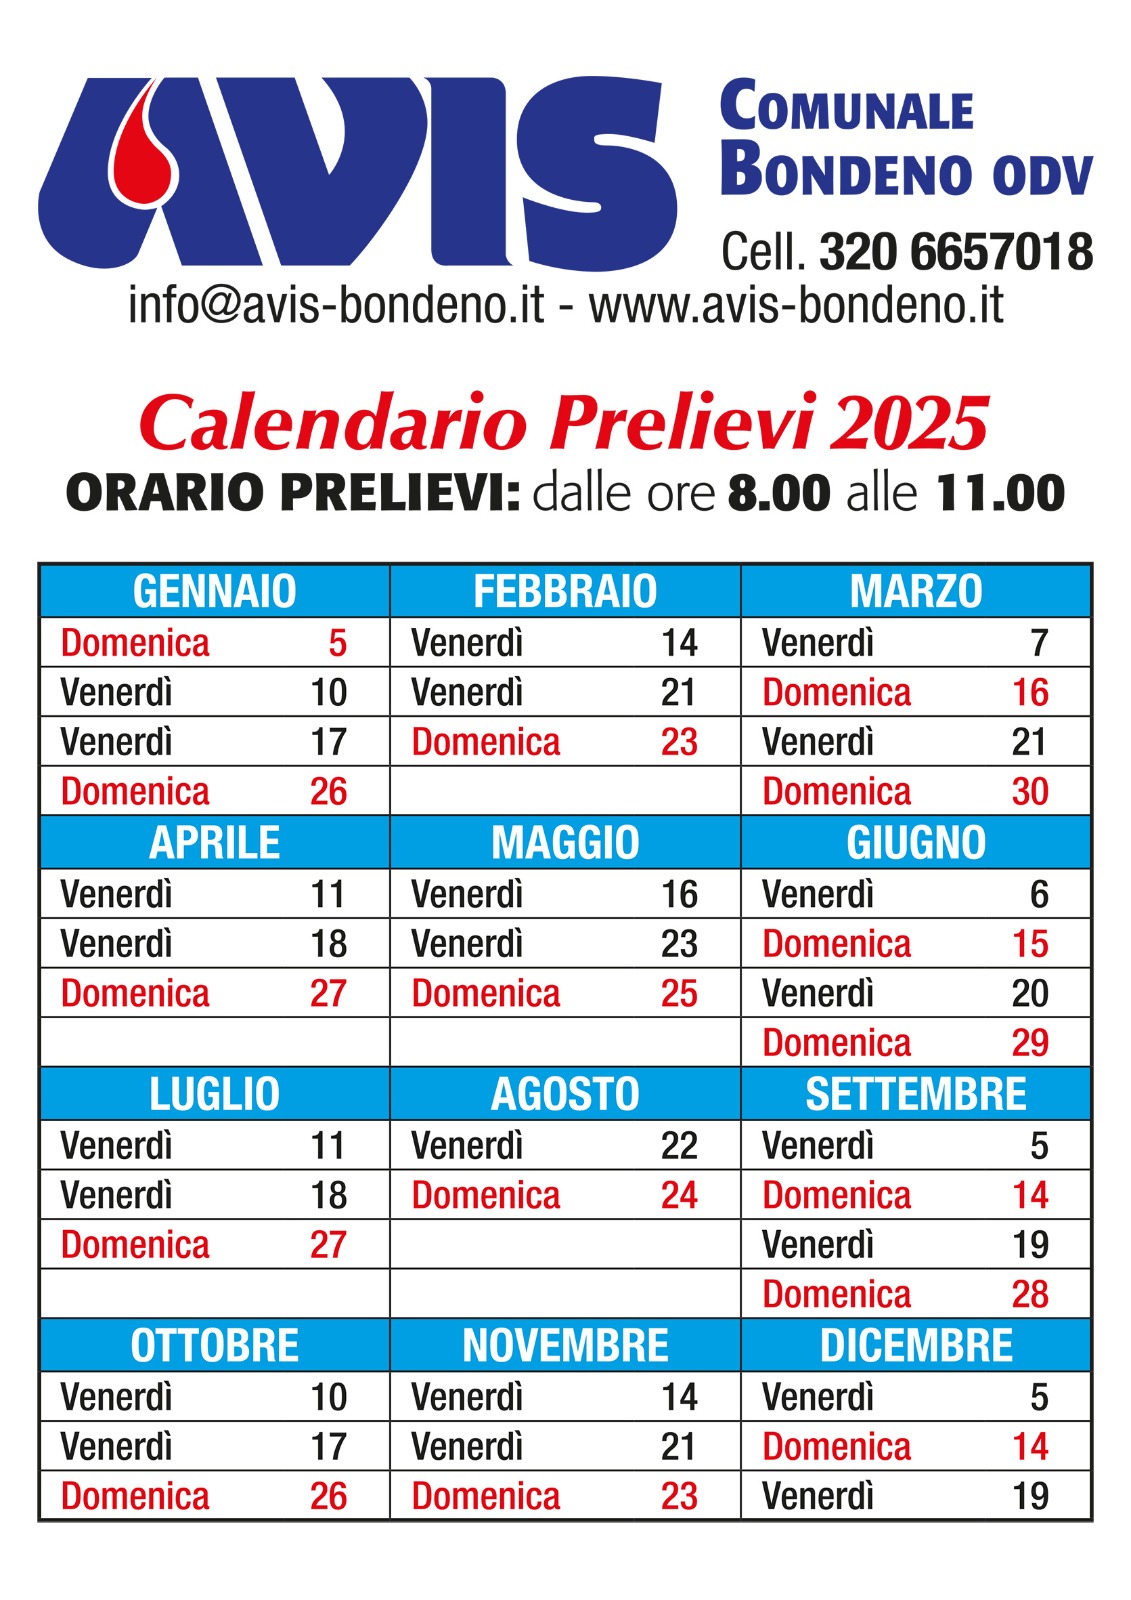 AVIS
COMUNALE
BONDENO ODV
Cell. 320 6657018
info@avis-bondeno.it - www.avis-bondeno.it
Calendario Prelievi 2025
ORARIO PRELIEVI: dalle ore 8.00 alle 11.00
GENNAIO FEBBRAIO MARZO
Domenica 5 Venerdì 14 Venerdì 7
Venerdì 10 Venerdì 21 Domenica 16
Venerdì 17 Domenica 23 Venerdì 21
Domenica 26 Domenica 30
APRILE MAGGIO GIUGNO
Venerdì 11 Venerdì 16 Venerdì 6
Venerdì 18 Venerdì 23 Domenica 15
Domenica 27 Domenica 25 Venerdì 20
Domenica 29
LUGLIO AGOSTO SETTEMBRE
Venerdì 11 Venerdì 22 Venerdì 5
Venerdì 18 Domenica 24 Domenica 14
Domenica 27 Venerdì 19
Domenica 28
OTTOBRE NOVEMBRE DICEMBRE
Venerdì 10 Venerdì 14 Venerdì 5
Venerdì 17 Venerdì 21 Domenica 14
Domenica 26 Domenica 23 Venerdì 19